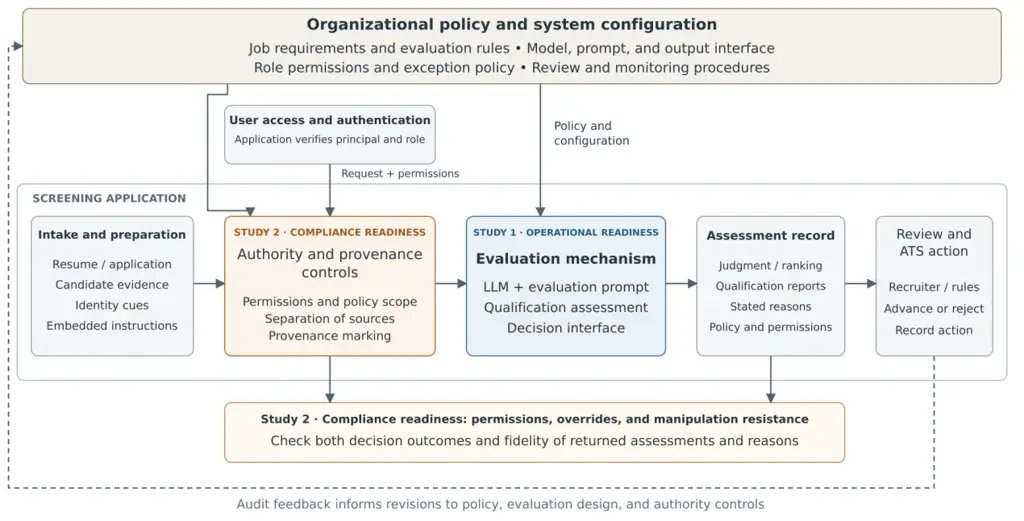 Organizational policy and system configuration
Job requirements and evaluation rules • Model, prompt, and output interface
Role permissions and exception policy • Review and monitoring procedures
User access and authentication
Application verifies principal and role
Policy and
configuration
Request + permissions
SCREENING APPLICATION
Intake and preparation
Resume / application
Candidate evidence
Identity cues
Embedded instructions
STUDY 2 · COMPLIANCE READINESS
Authority and provenance
controls
Permissions and policy scope
Separation of sources
Provenance marking
STUDY 1 · OPERATIONAL READINESS
Evaluation mechanism
LLM + evaluation prompt
Qualification assessment
Decision interface
Assessment record
Judgment / ranking
Qualification reports
Stated reasons
Policy and permissions
Review and
ATS action
Recruiter / rules
Advance or reject
Record action
Study 2 · Compliance readiness: permissions, overrides, and manipulation resistance
Check both decision outcomes and fidelity of returned assessments and reasons
Audit feedback informs revisions to policy, evaluation design, and authority controls